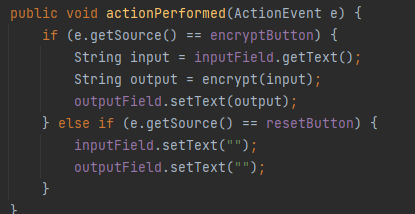 public void actionPerformed(ActionEvent e) {
    if (e.getSource() == encryptButton) {
        String input = inputField.getText();
        String output = encrypt(input);
        outputField.setText(output);
    } else if (e.getSource() == resetButton) {
        inputField.setText("");
        outputField.setText("");
    }
}